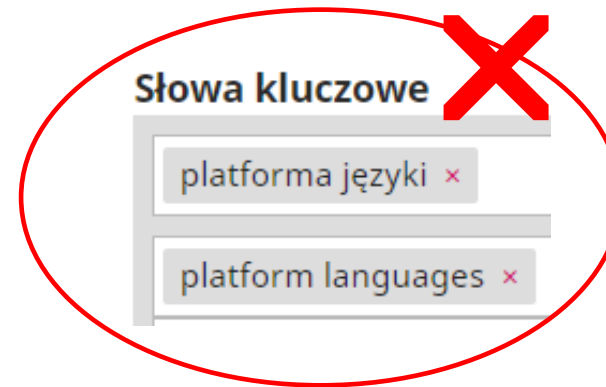 Słowa kluczowe
platforma języki ×
platform languages ×